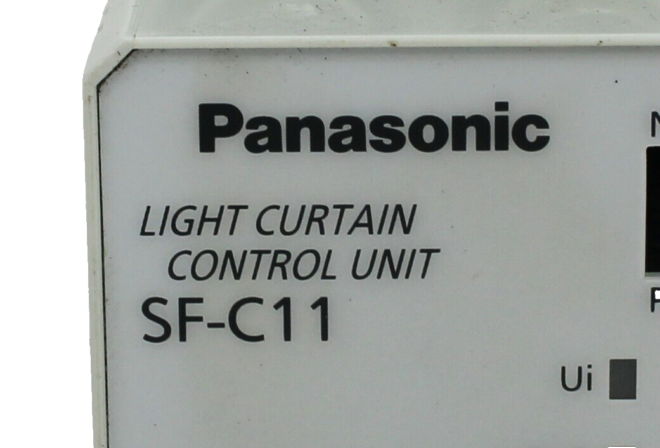 Panasonic
LIGHT CURTAIN
CONTROL UNIT
SF-C11
Ui